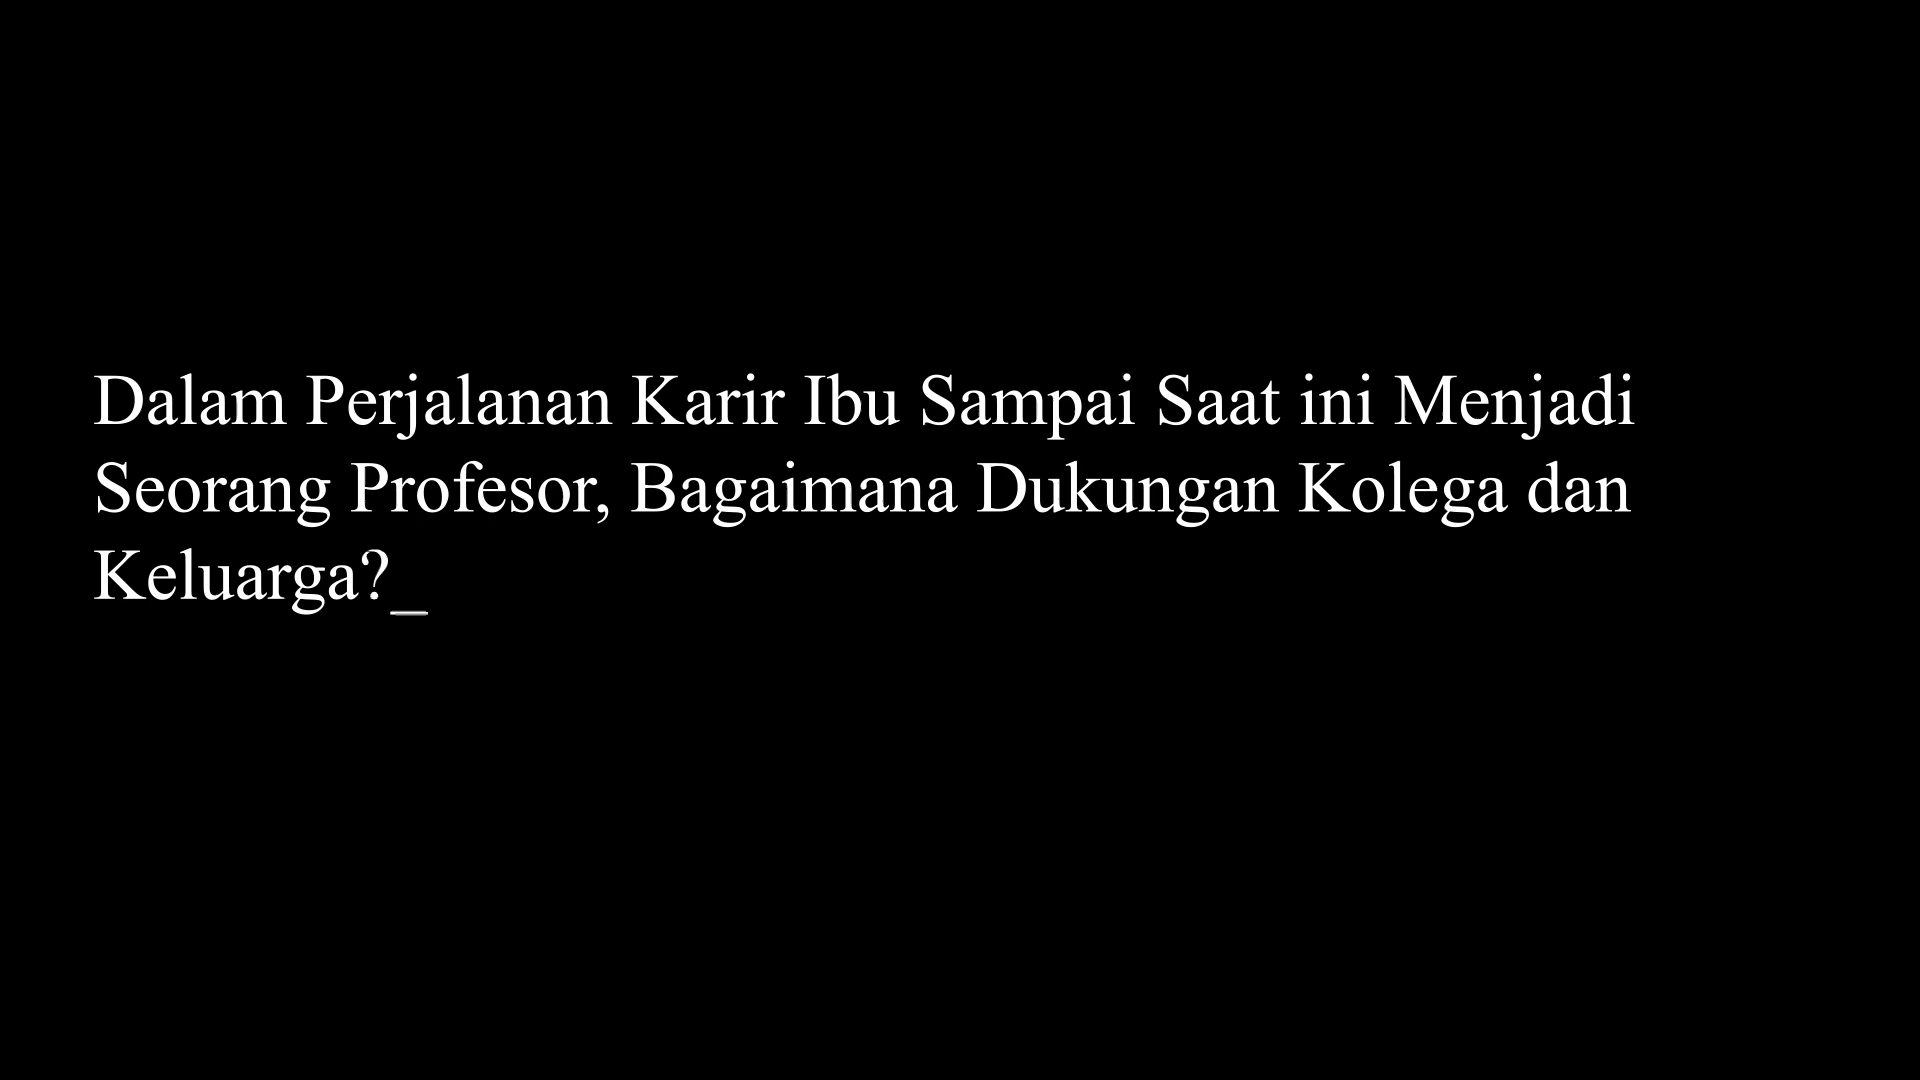 Dalam Perjalanan Karir Ibu Sampai Saat ini Menjadi
Seorang Profesor, Bagaimana Dukungan Kolega dan
Keluarga?_